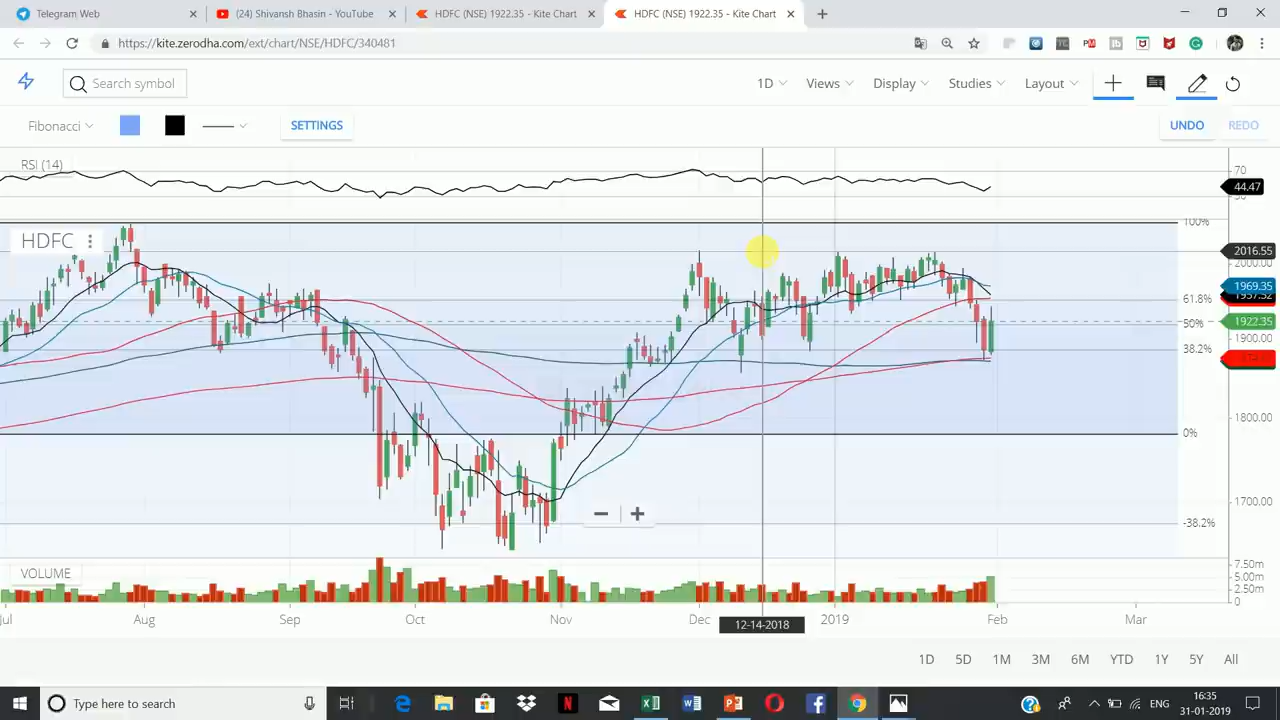 Telegram Web
(24) Shivansh Bhasin - YouTube
HDFC (NSE) 1922.35 - Kite Chart
HDFC (NSE) 1922.35 - Kite Chart
https://kite.zerodha.com/ext/chart/NSE/HDFC/340481
Search symbol
1D Views Display Studies Layout
Fibonacci SETTINGS UNDO REDO
RSI (14)
70
44.47
HDFC
100%
2016.55
2000.00
1969.35
61.8%
1922.35
50%
1900.00
38.2%
1800.00
0%
1700.00
-38.2%
VOLUME
7.50m
5.00m
2.50m
0
Aug Sep Oct Nov Dec 2019 Feb Mar
12-14-2018
1D 5D 1M 3M 6M YTD 1Y 5Y All
Type here to search
ENG
16:35
31-01-2019